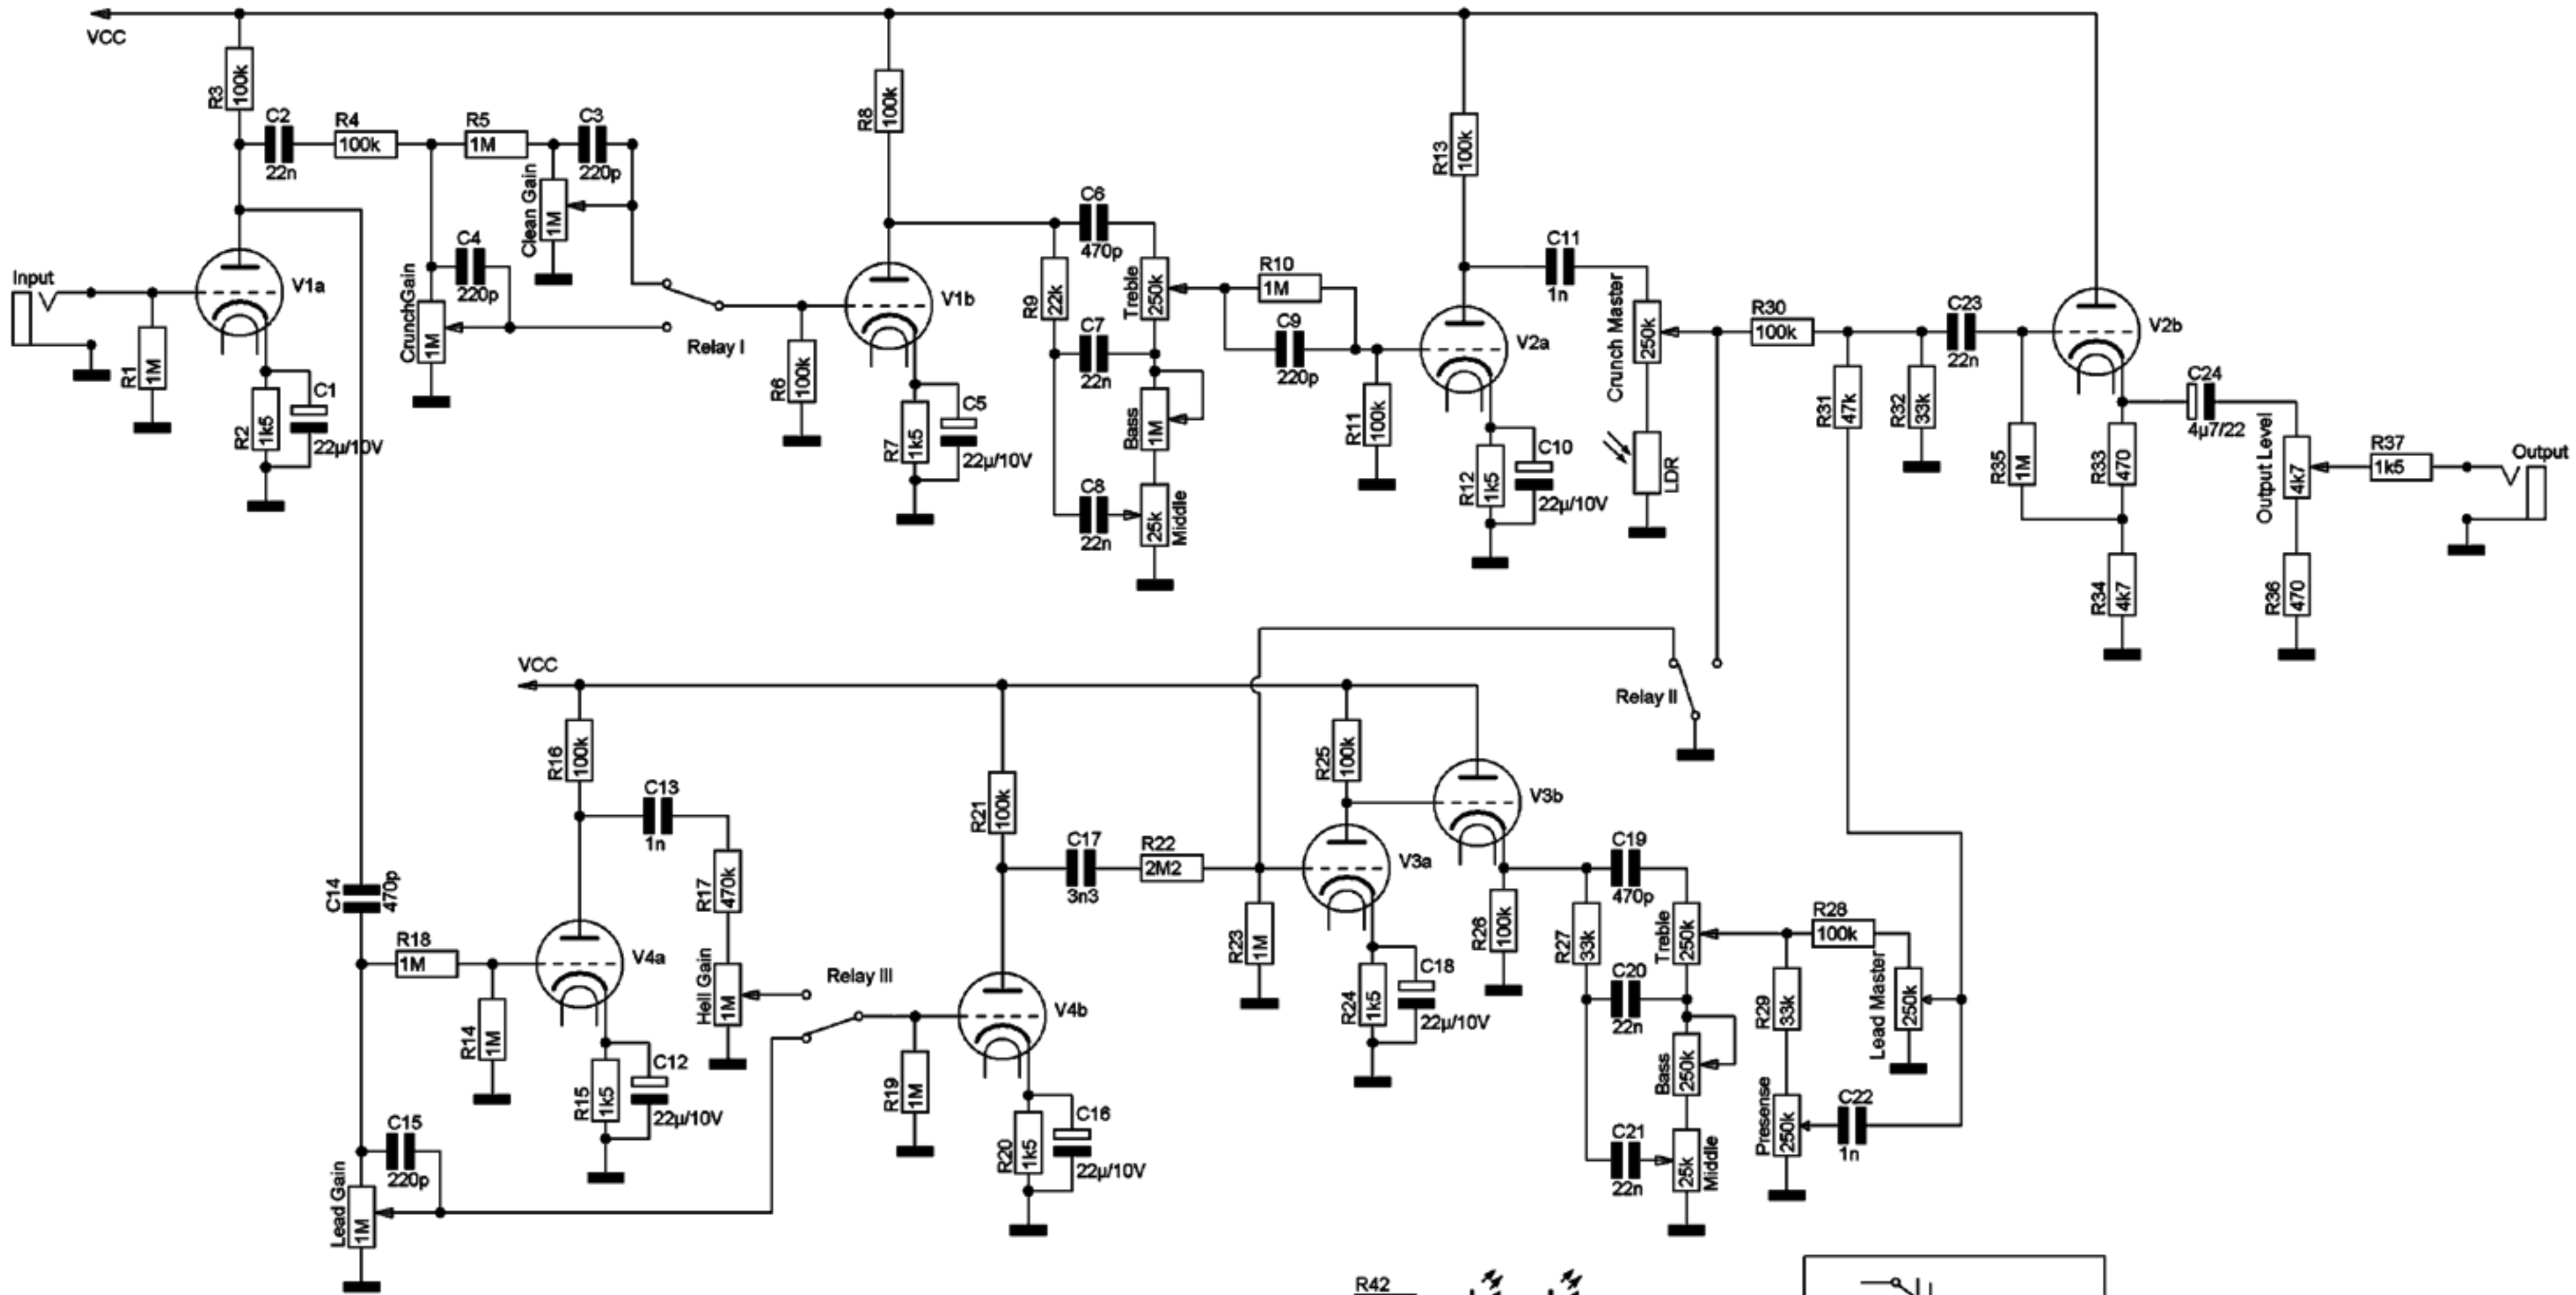 VCC
R3
100k
C2
22n
R4
100k
R5
1M
C3
220p
Clean Gain
1M
C4
220p
CrunchGain
1M
Input
V1a
R1
1M
R2
1k5
C1
22µ/10V
Relay I
R6
100k
R8
100k
V1b
R7
1k5
C5
22µ/10V
R9
22k
C6
470p
Treble
250k
C7
22n
Bass
1M
C8
22n
25k
Middle
R10
1M
C9
220p
R11
100k
R13
100k
V2a
R12
1k5
C10
22µ/10V
C11
1n
Crunch Master
250k
LDR
R30
100k
R31
47k
R32
33k
C23
22n
V2b
R35
1M
R33
470
R34
4k7
C24
4µ7/22
Output Level
4k7
R36
470
R37
1k5
Output
VCC
Relay II
R16
100k
C13
1n
R17
470k
Hell Gain
1M
C14
470p
R18
1M
V4a
R14
1M
R15
1k5
C12
22µ/10V
C15
220p
Lead Gain
1M
Relay III
R19
1M
R21
100k
V4b
R20
1k5
C16
22µ/10V
C17
3n3
R22
2M2
R23
1M
R25
100k
V3a
R24
1k5
C18
22µ/10V
V3b
R26
100k
R27
33k
C19
470p
Treble
250k
C20
22n
Bass
250k
C21
22n
25k
Middle
R28
100k
R29
33k
Lead Master
250k
Presense
250k
C22
1n
R42